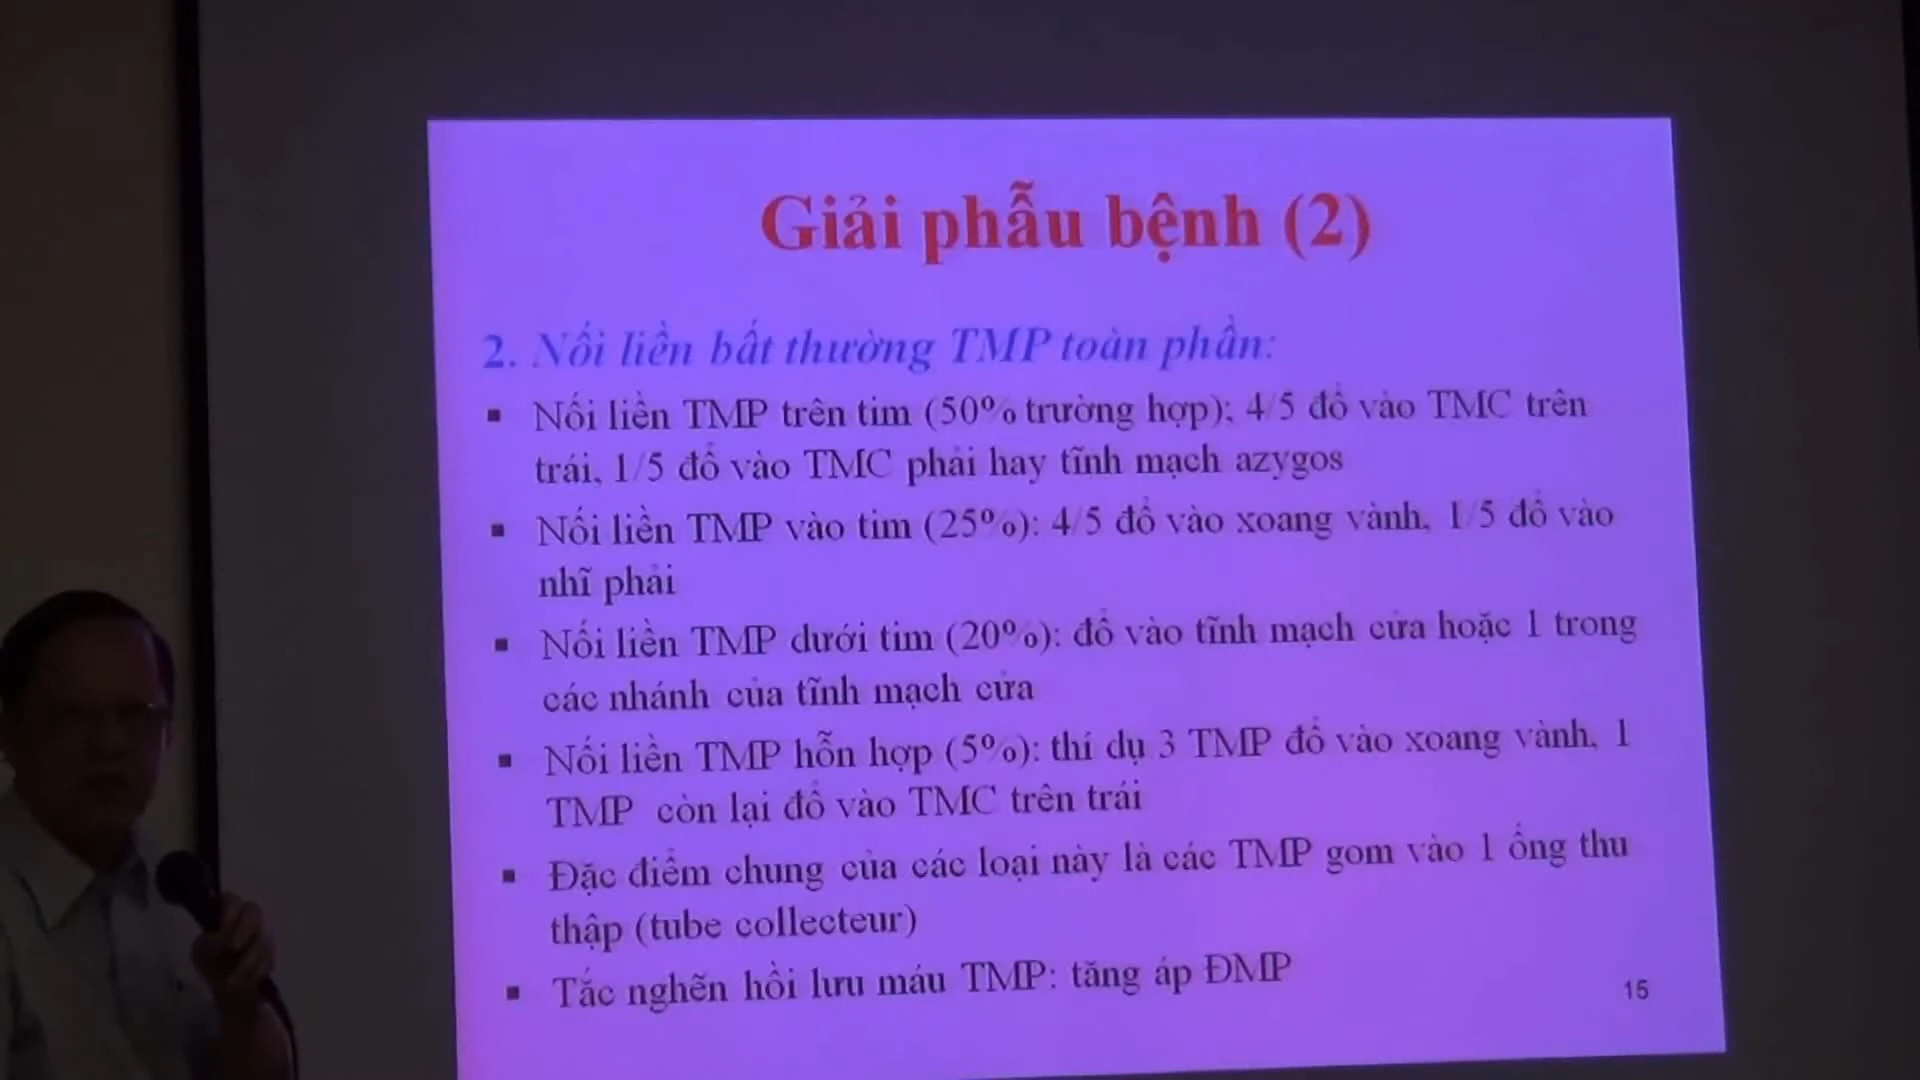 Giải phẫu bệnh (2)
2. Nối liền bất thường TMP toàn phần:
▪ Nối liền TMP trên tim (50% trường hợp); 4/5 đổ vào TMC trên
trái, 1/5 đổ vào TMC phải hay tĩnh mạch azygos
▪ Nối liền TMP vào tim (25%): 4/5 đổ vào xoang vành, 1/5 đổ vào
nhĩ phải
▪ Nối liền TMP dưới tim (20%): đổ vào tĩnh mạch cửa hoặc 1 trong
các nhánh của tĩnh mạch cửa
▪ Nối liền TMP hỗn hợp (5%): thí dụ 3 TMP đổ vào xoang vành, 1
TMP còn lại đổ vào TMC trên trái
▪ Đặc điểm chung của các loại này là các TMP gom vào 1 ống thu
thập (tube collecteur)
▪ Tắc nghẽn hồi lưu máu TMP: tăng áp ĐMP
15